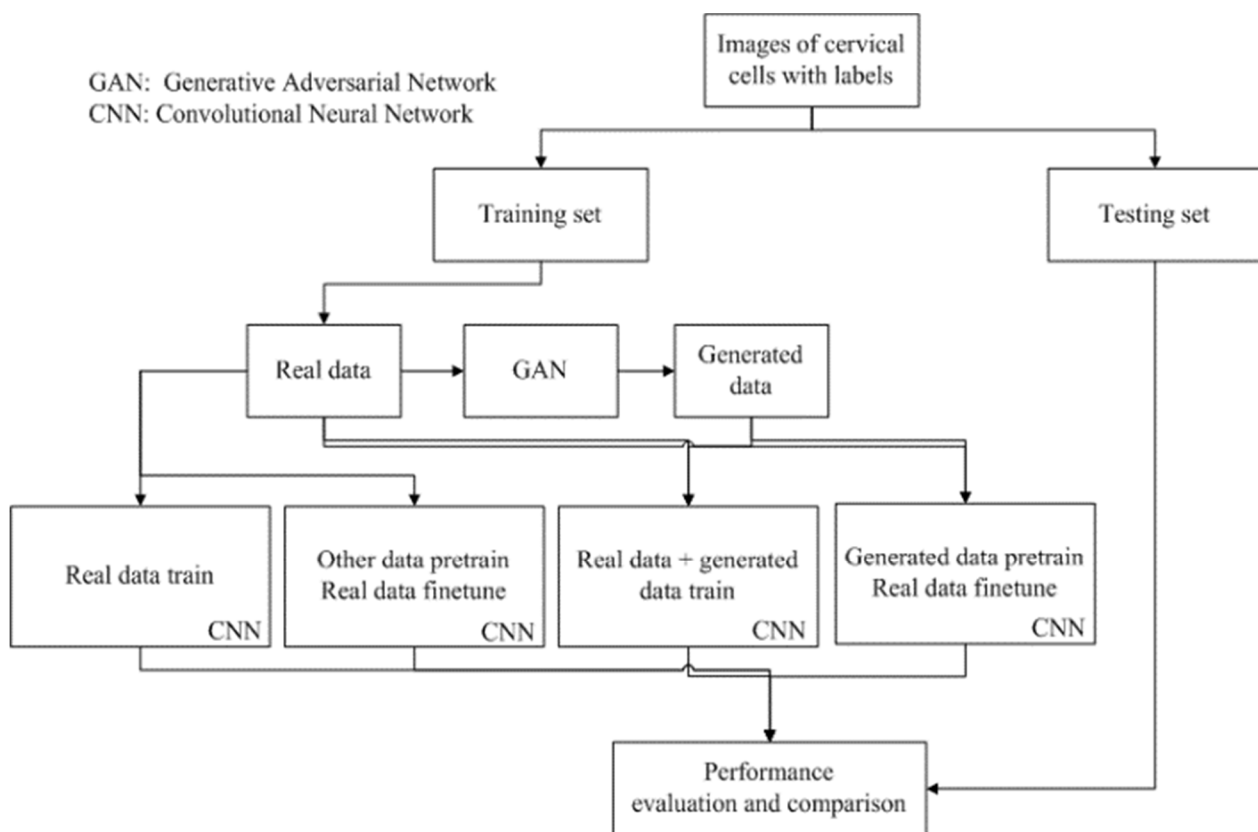 Images of cervical
cells with labels
GAN: Generative Adversarial Network
CNN: Convolutional Neural Network
Training set
Testing set
Real data
GAN
Generated
data
Real data train
CNN
Other data pretrain
Real data finetune
CNN
Real data + generated
data train
CNN
Generated data pretrain
Real data finetune
CNN
Performance
evaluation and comparison